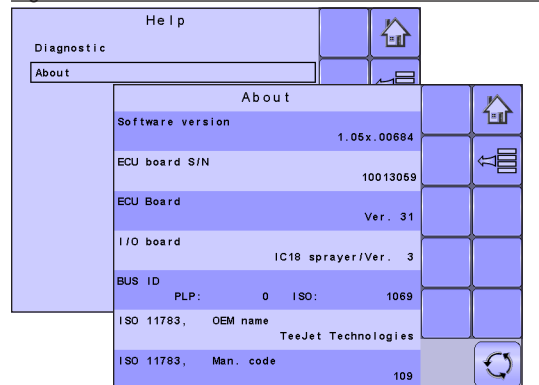 Help
Diagnostic
About
About
Software version
1.05x.00684
ECU board S/N
10013059
ECU Board
Ver. 31
I/O board
IC18 sprayer/Ver. 3
BUS ID
PLP: 0 ISO: 1069
ISO 11783, OEM name
TeeJet Technologies
ISO 11783, Man. code
109